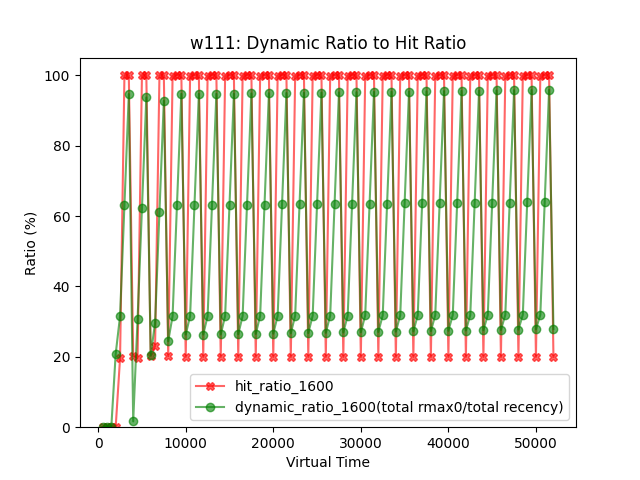 w111: Dynamic Ratio to Hit Ratio
100
80
60
40
20
0
Ratio (%)
hit_ratio_1600
dynamic_ratio_1600(total rmax0/total recency)
0 10000 20000 30000 40000 50000
Virtual Time